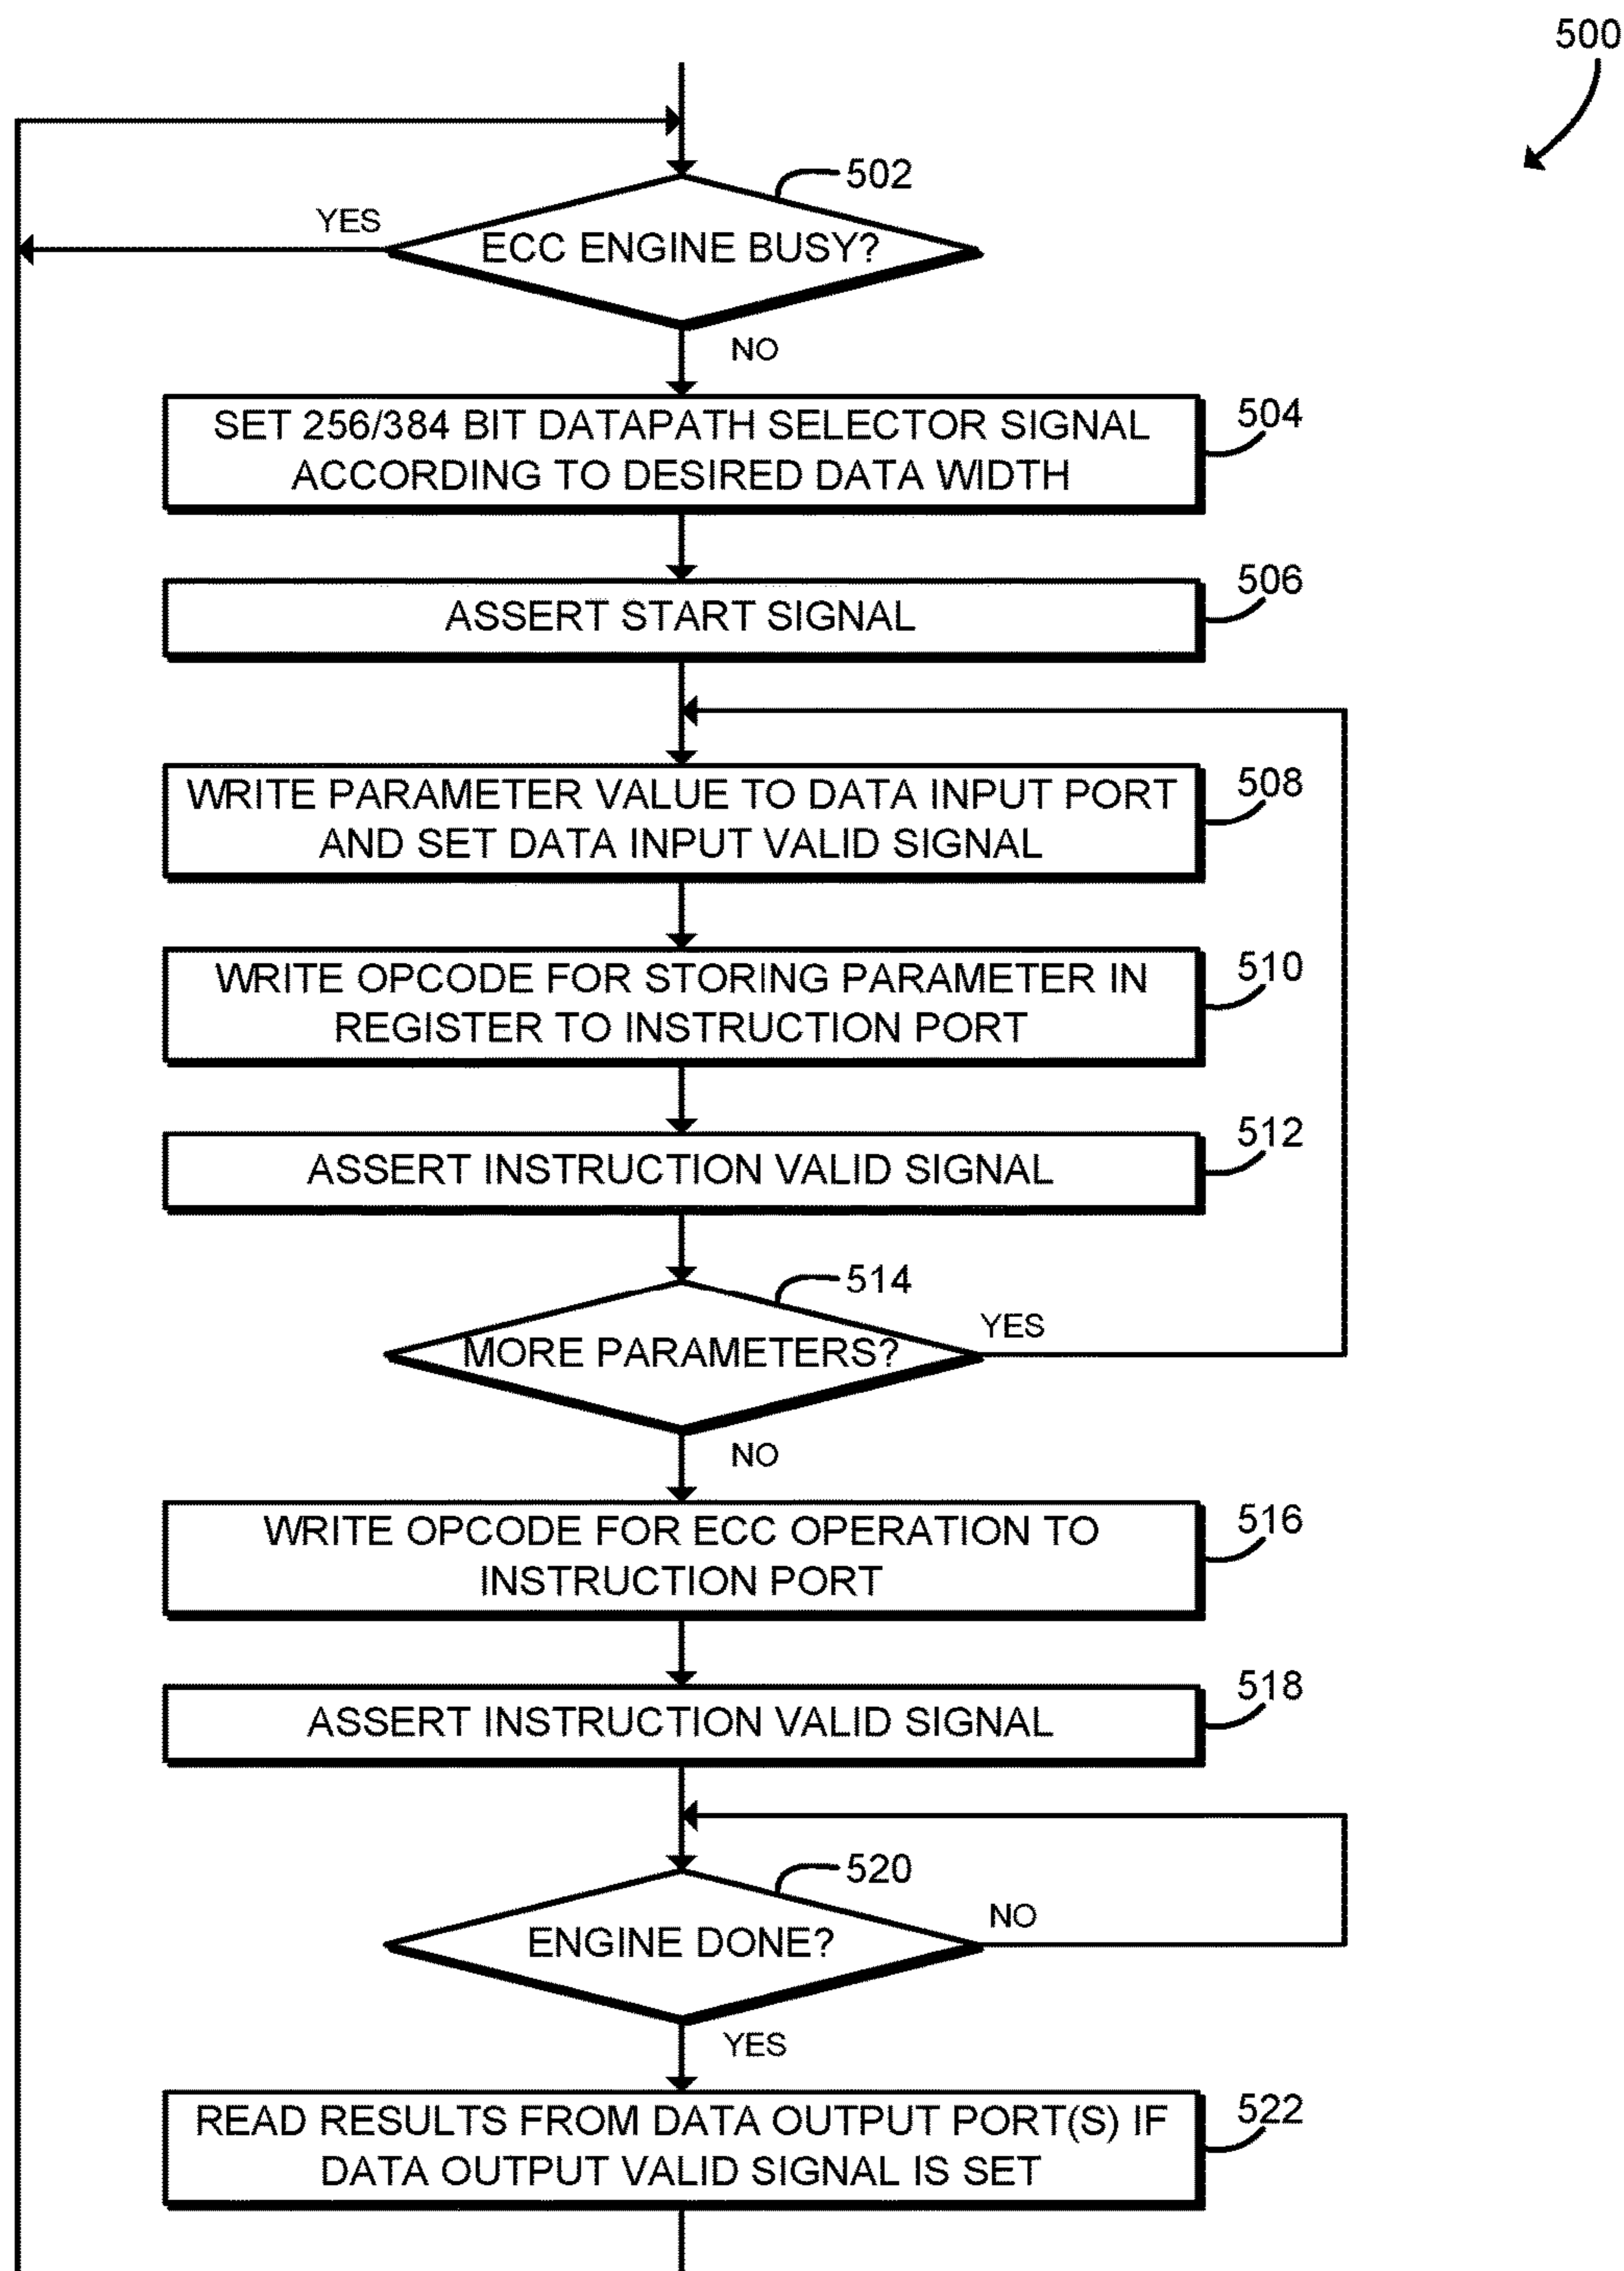 500
502
YES
ECC ENGINE BUSY?
NO
SET 256/384 BIT DATAPATH SELECTOR SIGNAL
ACCORDING TO DESIRED DATA WIDTH
504
ASSERT START SIGNAL
506
WRITE PARAMETER VALUE TO DATA INPUT PORT
AND SET DATA INPUT VALID SIGNAL
508
WRITE OPCODE FOR STORING PARAMETER IN
REGISTER TO INSTRUCTION PORT
510
ASSERT INSTRUCTION VALID SIGNAL
512
514
MORE PARAMETERS?
YES
NO
WRITE OPCODE FOR ECC OPERATION TO
INSTRUCTION PORT
516
ASSERT INSTRUCTION VALID SIGNAL
518
520
ENGINE DONE?
NO
YES
READ RESULTS FROM DATA OUTPUT PORT(S) IF
DATA OUTPUT VALID SIGNAL IS SET
522